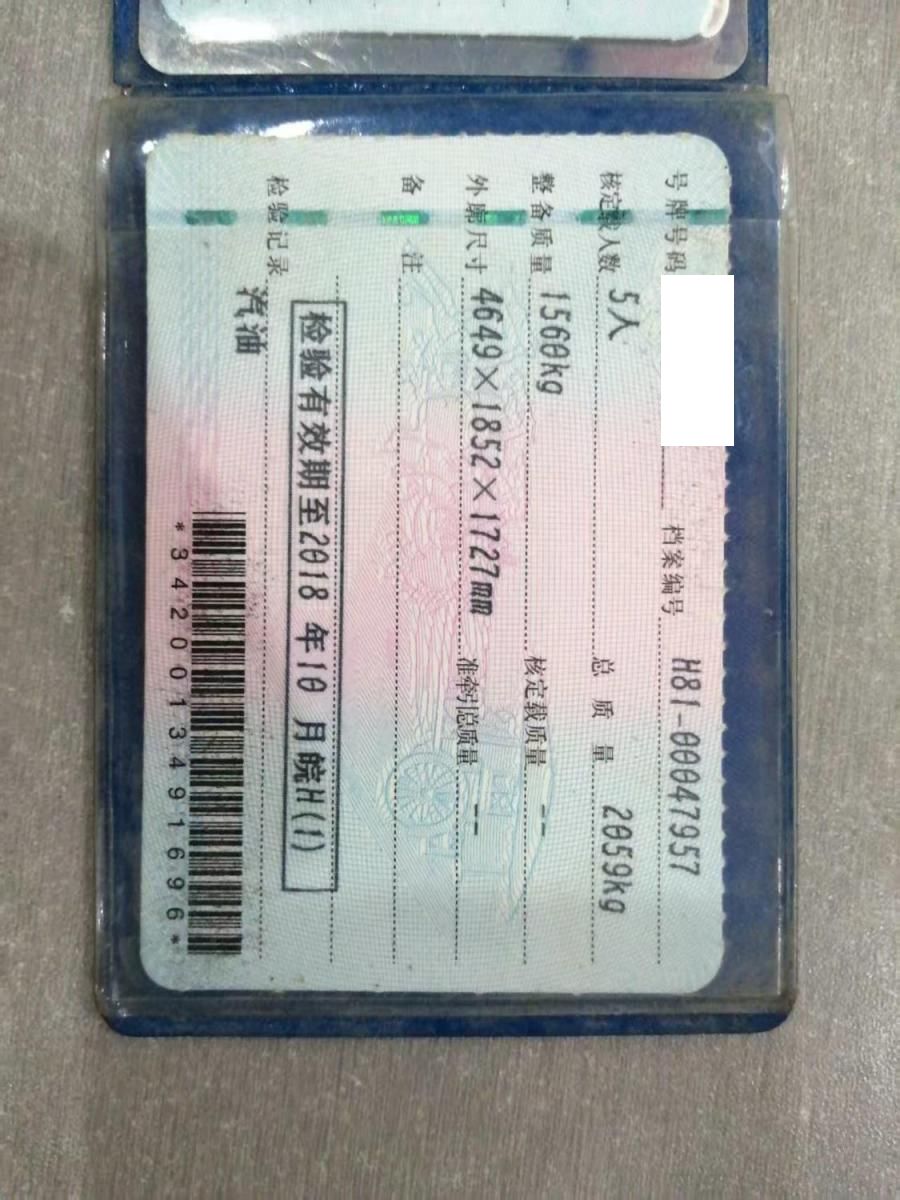 号牌号码 档案编号 H81-00047957
核定载人数 5人 总质量 2059kg
整备质量 1560kg 核定载质量 --
外廓尺寸 4649×1852×1727mm 准牵引总质量 --
备注
检验有效期至2018年10月皖H(1)
检验记录
汽油
*3420013491696*